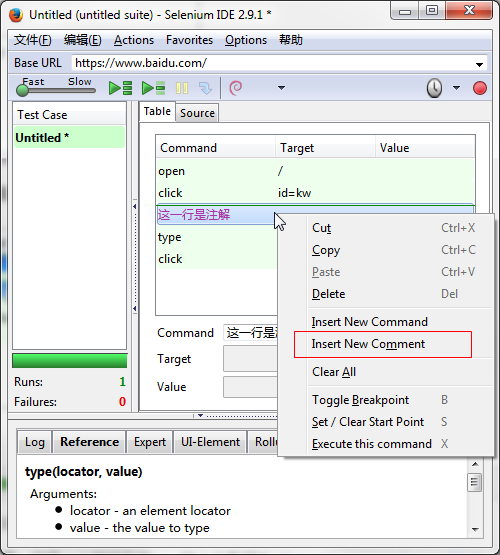 Untitled (untitled suite) - Selenium IDE 2.9.1 *
文件(F) 编辑(E) Actions Favorites Options 帮助
Base URL https://www.baidu.com/
Fast Slow
Test Case
Untitled *
Table Source
Command Target Value
open /
click id=kw
这一行是注解
type
click
Cut Ctrl+X
Copy Ctrl+C
Paste Ctrl+V
Delete Del
Insert New Command
Insert New Comment
Clear All
Toggle Breakpoint B
Set / Clear Start Point S
Execute this command X
Command 这一行是
Target
Value
Runs: 1
Failures: 0
Log Reference Expert UI-Element
type(locator, value)
Arguments:
locator - an element locator
value - the value to type